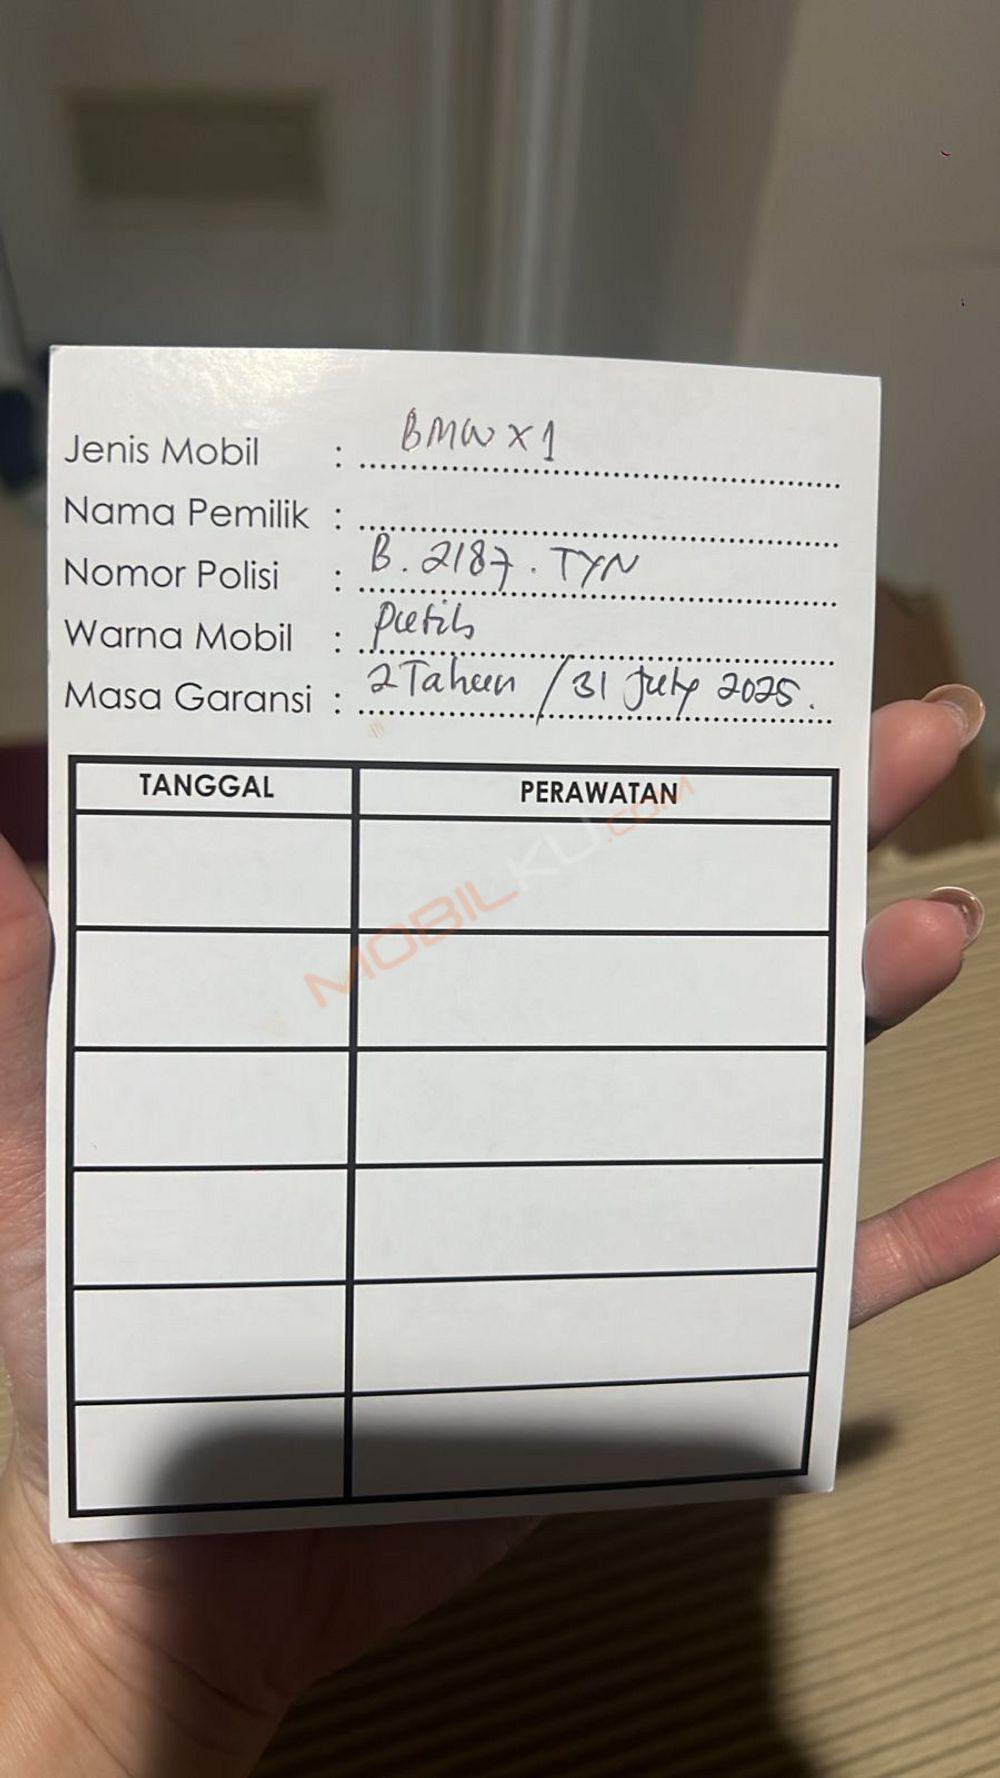 Jenis Mobil : BMW X1
Nama Pemilik :
Nomor Polisi : B. 2187. TYN
Warna Mobil : Putih
Masa Garansi : 2 Tahun / 31 July 2025.
TANGGAL PERAWATAN
MOBILKU.COM